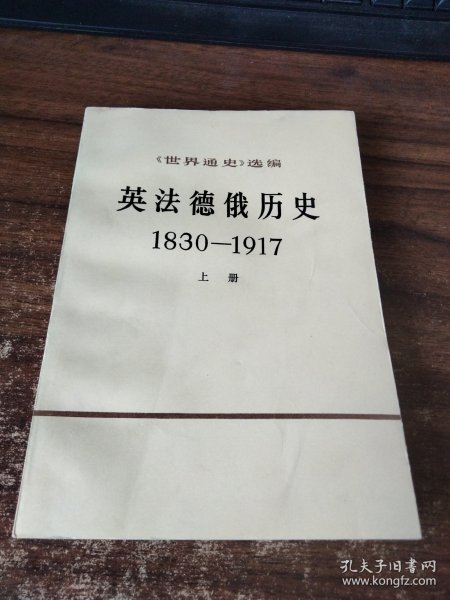 《世界通史》选编
英法德俄历史
1830—1917
上 册
孔夫子旧书网
www.kongfz.com